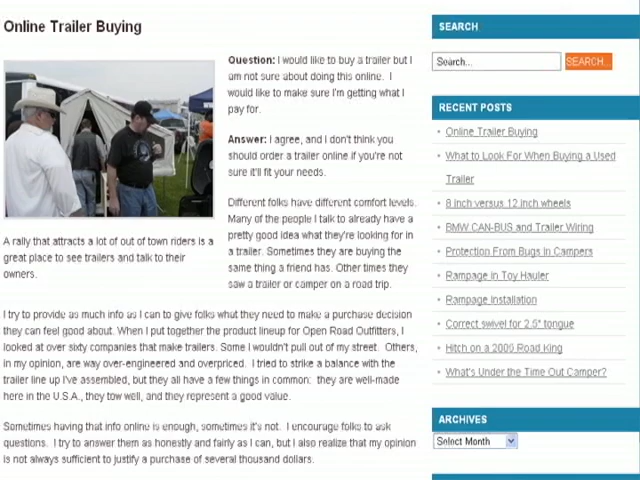 Online Trailer Buying
Question: I would like to buy a trailer but I
am not sure about doing this online. I
would like to make sure I'm getting what I
pay for.
Answer: I agree, and I don't think you
should order a trailer online if you're not
sure it'll fit your needs.
Different folks have different comfort levels.
Many of the people I talk to already have a
pretty good idea what they're looking for in
a trailer. Sometimes they are buying the
same thing a friend has. Other times they
saw a trailer or camper on a road trip.
A rally that attracts a lot of out of town riders is a
great place to see trailers and talk to their
owners.
I try to provide as much info as I can to give folks what they need to make a purchase decision
they can feel good about. When I put together the product lineup for Open Road Outfitters, I
looked at over sixty companies that make trailers. Some I wouldn't pull out of my street. Others,
in my opinion, are way over-engineered and overpriced. I tried to strike a balance with the
trailer line up I've assembled, but they all have a few things in common: they are well-made
here in the U.S.A., they tow well, and they represent a good value.
Sometimes having that info online is enough, sometimes it's not. I encourage folks to ask
questions. I try to answer them as honestly and fairly as I can, but I also realize that my opinion
is not always sufficient to justify a purchase of several thousand dollars.
SEARCH
Search... SEARCH...
RECENT POSTS
Online Trailer Buying
What to Look For When Buying a Used
Trailer
8 inch versus 12 inch wheels
BMW CAN-BUS and Trailer Wiring
Protection From Bugs in Campers
Rampage in Toy Hauler
Rampage Installation
Correct swivel for 2.5" tongue
Hitch on a 2005 Road King
What's Under the Time Out Camper?
ARCHIVES
Select Month